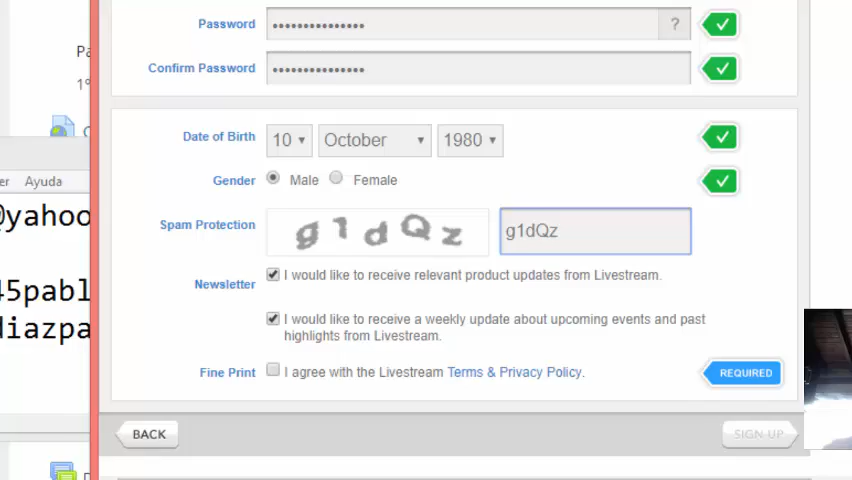 Password
•••••••••••••••
?
Confirm Password
•••••••••••••••
Date of Birth
10
October
1980
Gender
Male
Female
Spam Protection
g1dQz
g1dQz
Newsletter
I would like to receive relevant product updates from Livestream.
I would like to receive a weekly update about upcoming events and past
highlights from Livestream.
Fine Print
I agree with the Livestream Terms & Privacy Policy.
REQUIRED
BACK
SIGN-UP
Pa
1°
Ayuda
@yahoo
45pabl
diazpa